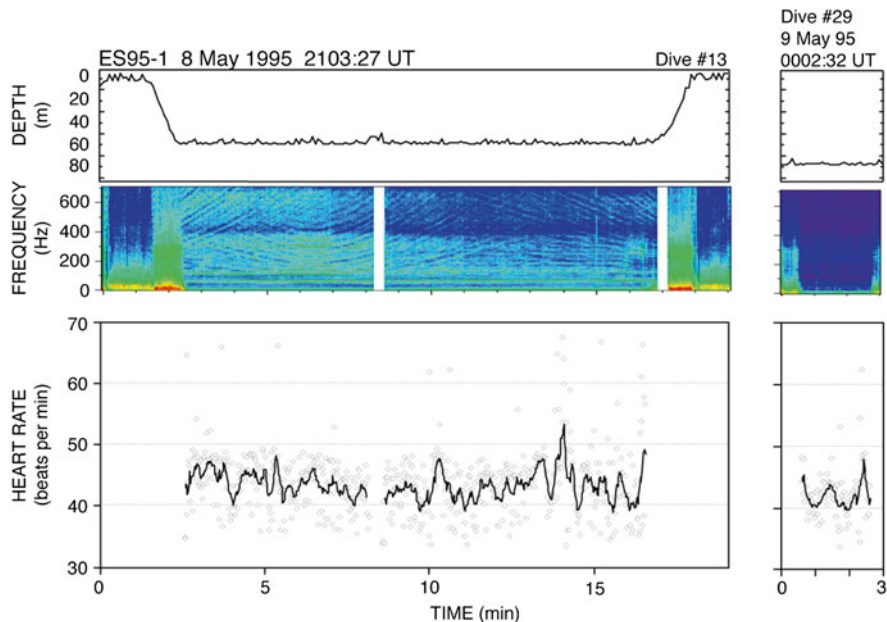 Dive #29
9 May 95
0002:32 UT
ES95-1 8 May 1995 2103:27 UT Dive #13
DEPTH
(m)
0
20
40
60
80
FREQUENCY
(Hz)
600
400
200
0
HEART RATE
(beats per min)
70
60
50
40
30
0 5 10 15 0 3
TIME (min)